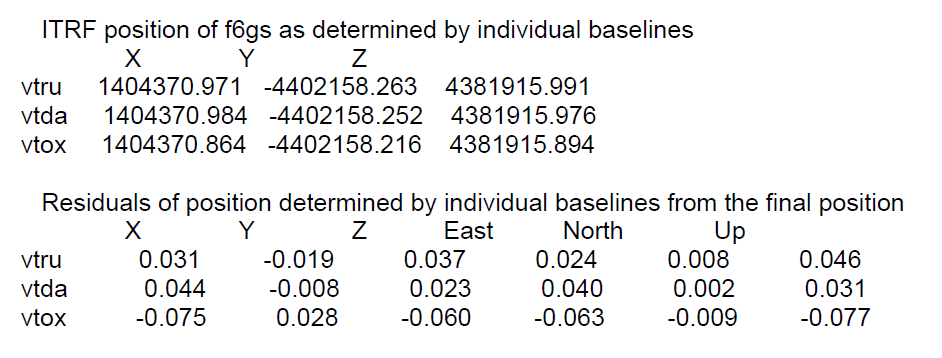 ITRF position of f6gs as determined by individual baselines
X Y Z
vtru 1404370.971 -4402158.263 4381915.991
vtda 1404370.984 -4402158.252 4381915.976
vtox 1404370.864 -4402158.216 4381915.894
Residuals of position determined by individual baselines from the final position
X Y Z East North Up
vtru 0.031 -0.019 0.037 0.024 0.008 0.046
vtda 0.044 -0.008 0.023 0.040 0.002 0.031
vtox -0.075 0.028 -0.060 -0.063 -0.009 -0.077